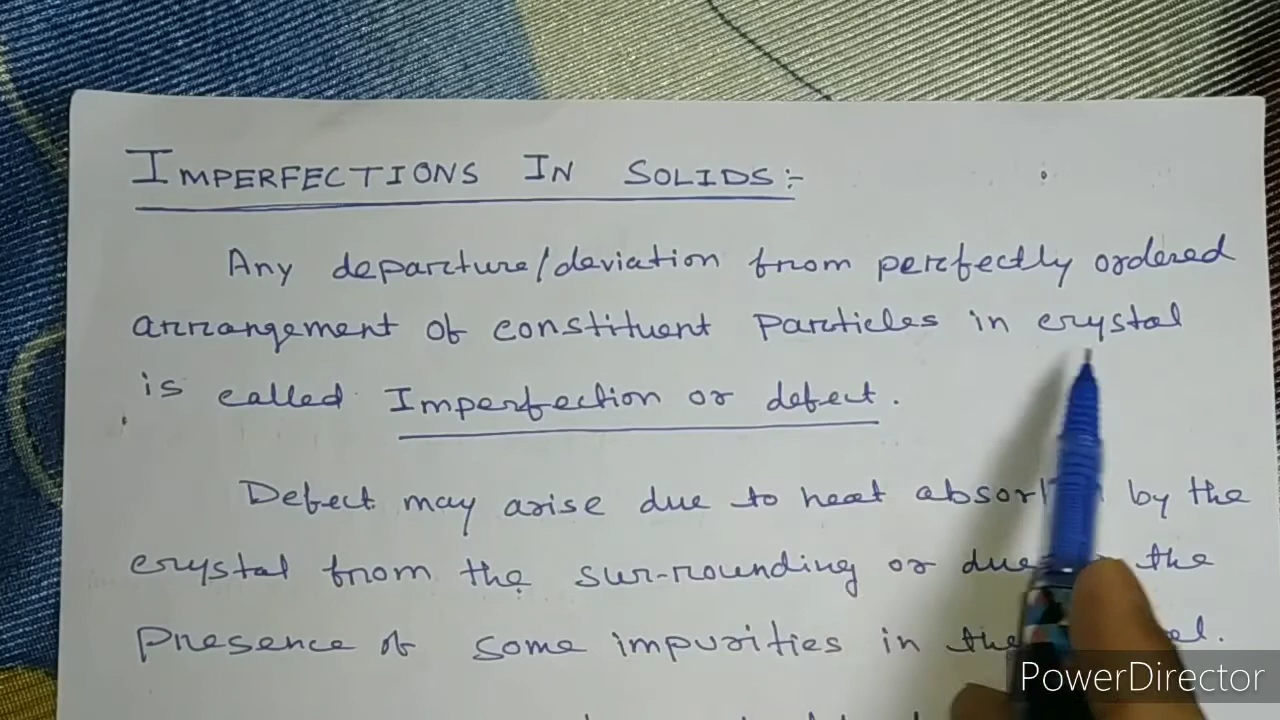 IMPERFECTIONS IN SOLIDS:-
Any departure/deviation from perfectly ordered
arrangement of constituent particles in crystal
is called Imperfection or defect.
Defect may arise due to heat by the
crystal from the sur-rounding or due the
Presence of some impurities in the
PowerDirector